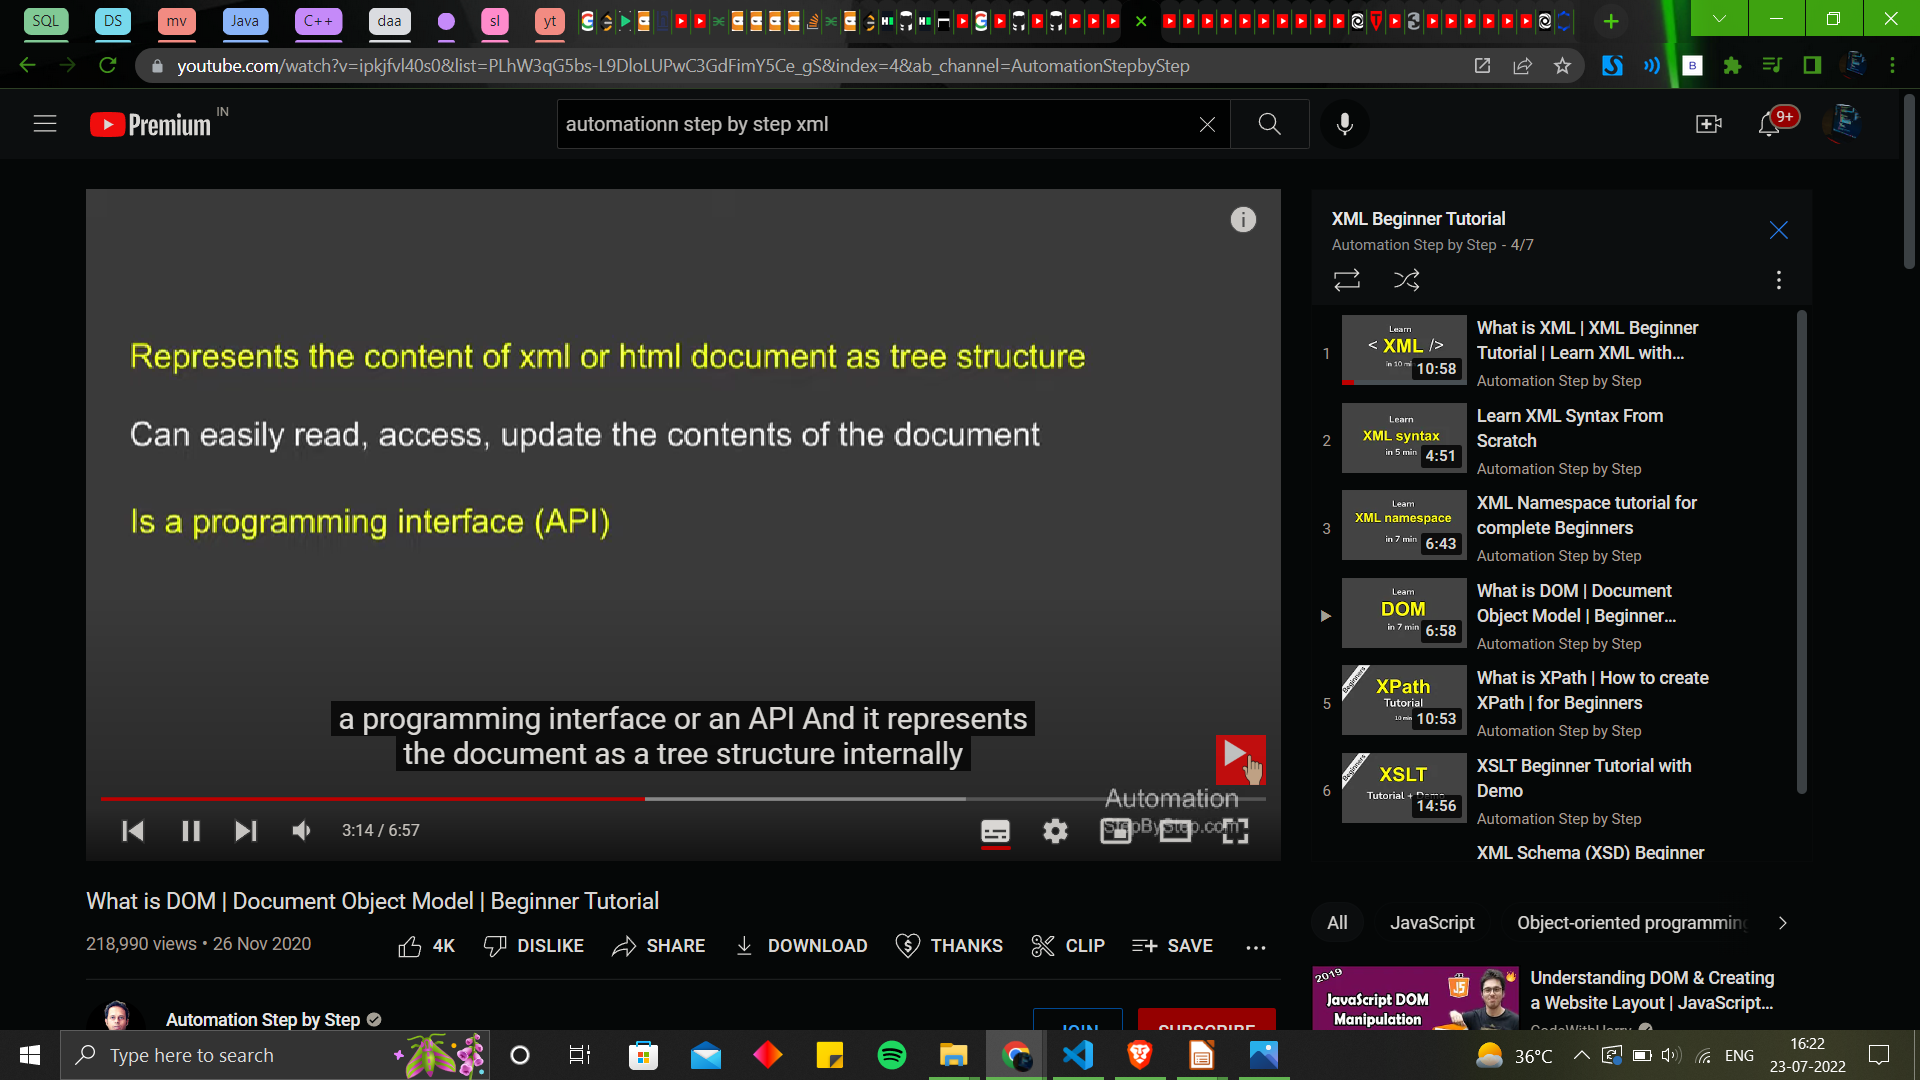 SQL DS mv Java C++ daa sl yt
youtube.com/watch?v=ipkjfvl40s0&list=PLhW3qG5bs-L9DloLUPwC3GdFimY5Ce_gS&index=4&ab_channel=AutomationStepbyStep
Premium IN
automationn step by step xml
9+
Represents the content of xml or html document as tree structure
Can easily read, access, update the contents of the document
Is a programming interface (API)
a programming interface or an API And it represents
the document as a tree structure internally
Automation
StepByStep.com
3:14 / 6:57
What is DOM | Document Object Model | Beginner Tutorial
218,990 views • 26 Nov 2020
4K DISLIKE SHARE DOWNLOAD THANKS CLIP SAVE
Automation Step by Step
JOIN SUBSCRIBE
XML Beginner Tutorial
Automation Step by Step - 4/7
1
Learn
< XML />
in 10 min
10:58
What is XML | XML Beginner
Tutorial | Learn XML with...
Automation Step by Step
2
Learn
XML syntax
in 5 min
4:51
Learn XML Syntax From
Scratch
Automation Step by Step
3
Learn
XML namespace
in 7 min
6:43
XML Namespace tutorial for
complete Beginners
Automation Step by Step
Learn
DOM
in 7 min
6:58
What is DOM | Document
Object Model | Beginner...
Automation Step by Step
5
Beginners
XPath
Tutorial
10 min
10:53
What is XPath | How to create
XPath | for Beginners
Automation Step by Step
6
Beginners
XSLT
Tutorial + Demo
14:56
XSLT Beginner Tutorial with
Demo
Automation Step by Step
XML Schema (XSD) Beginner
All JavaScript Object-oriented programming
2019
JavaScript DOM
Manipulation
Understanding DOM & Creating
a Website Layout | JavaScript...
CodeWithHarry
Type here to search
36°C
ENG
16:22
23-07-2022